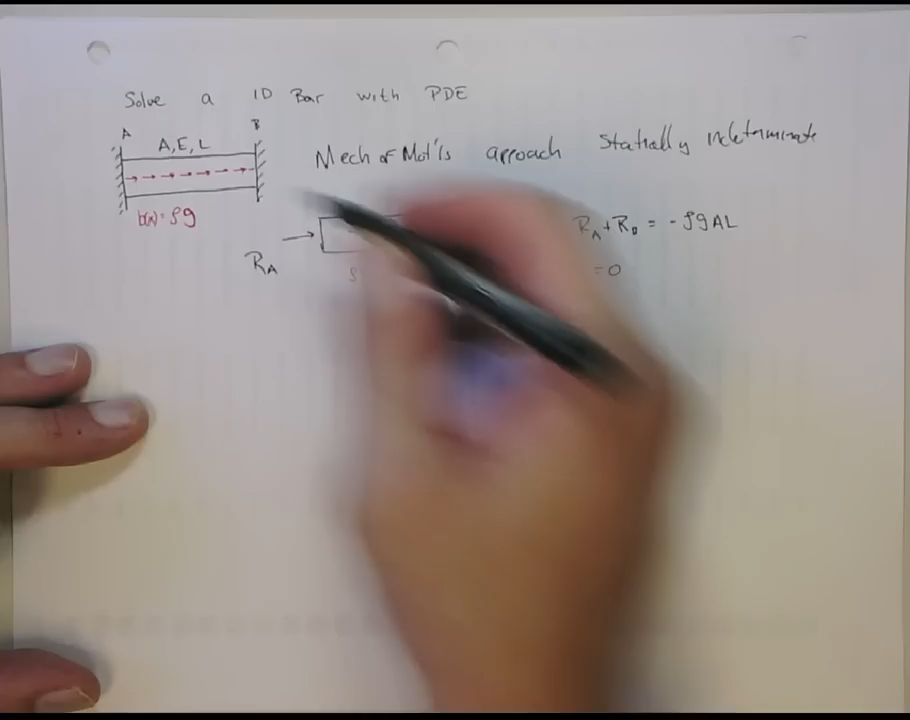 Solve a 1D Bar with PDE
A B
A, E, L
Mech of Mat'ls approach Statically indeterminate
b(x) = ρg
R_A + R_B = -ρgAL
R_A
= 0